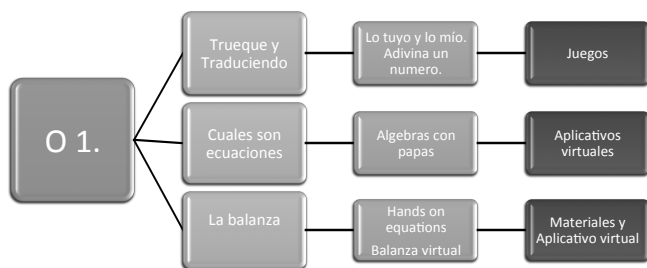 O 1.
Trueque y
Traduciendo
Lo tuyo y lo mío.
Adivina un
numero.
Juegos
Cuales son
ecuaciones
Algebras con
papas
Aplicativos
virtuales
La balanza
Hands on
equations
Balanza virtual
Materiales y
Aplicativo virtual